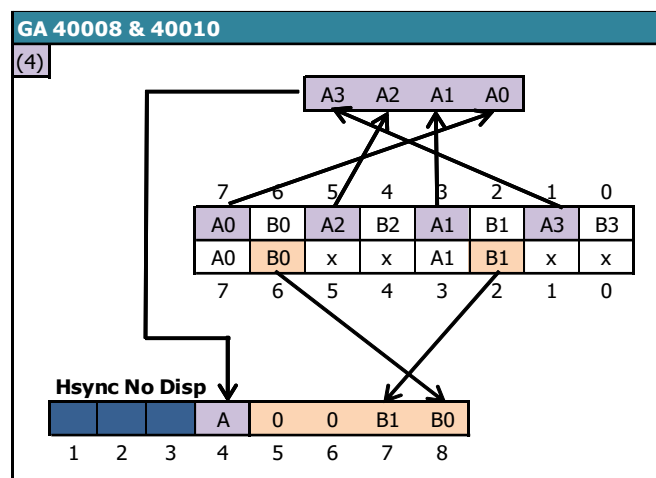 GA 40008 & 40010
(4)
A3 A2 A1 A0
7 6 5 4 3 2 1 0
A0 B0 A2 B2 A1 B1 A3 B3
A0 B0 x x A1 B1 x x
7 6 5 4 3 2 1 0
Hsync No Disp
A 0 0 B1 B0
1 2 3 4 5 6 7 8